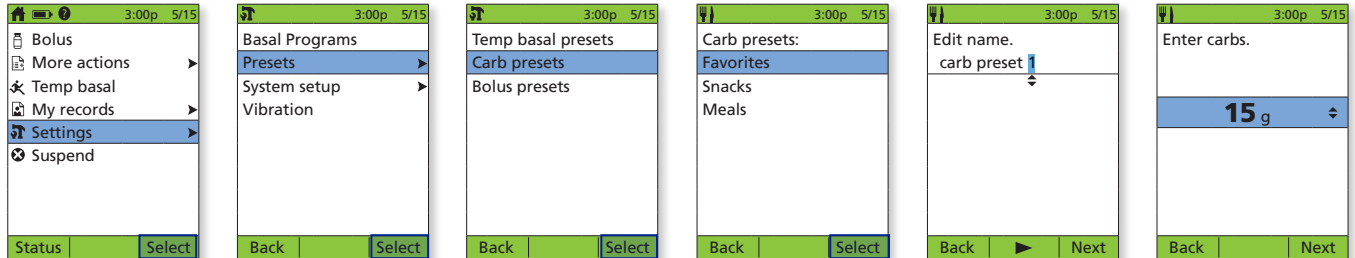 3:00p 5/15
Bolus
More actions
Temp basal
My records
Settings
Suspend
Status Select
3:00p 5/15
Basal Programs
Presets
System setup
Vibration
Back Select
3:00p 5/15
Temp basal presets
Carb presets
Bolus presets
Back Select
3:00p 5/15
Carb presets:
Favorites
Snacks
Meals
Back Select
3:00p 5/15
Edit name.
carb preset 1
Back Next
3:00p 5/15
Enter carbs.
15 g
Back Next